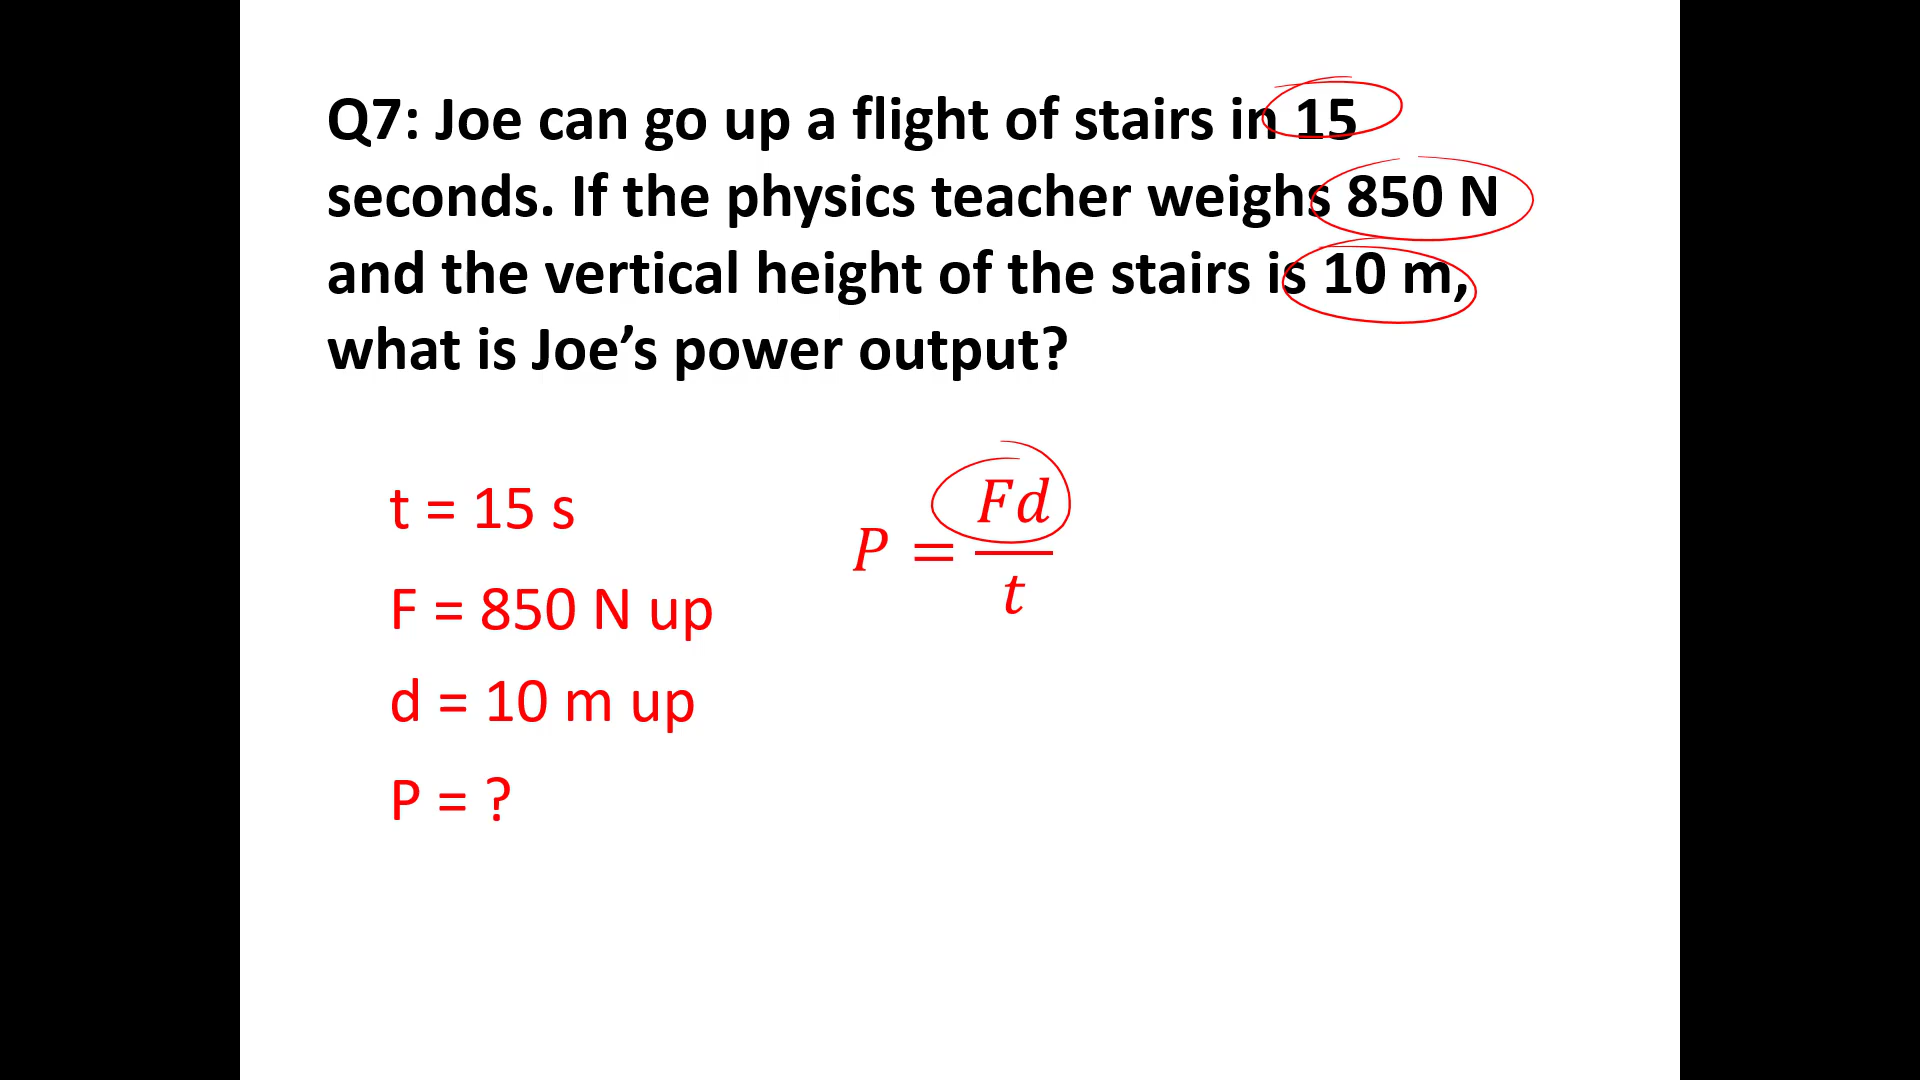 Q7: Joe can go up a flight of stairs in 15
seconds. If the physics teacher weighs 850 N
and the vertical height of the stairs is 10 m,
what is Joe’s power output?
t = 15 s
F = 850 N up
d = 10 m up
P = ?
P = Fd / t